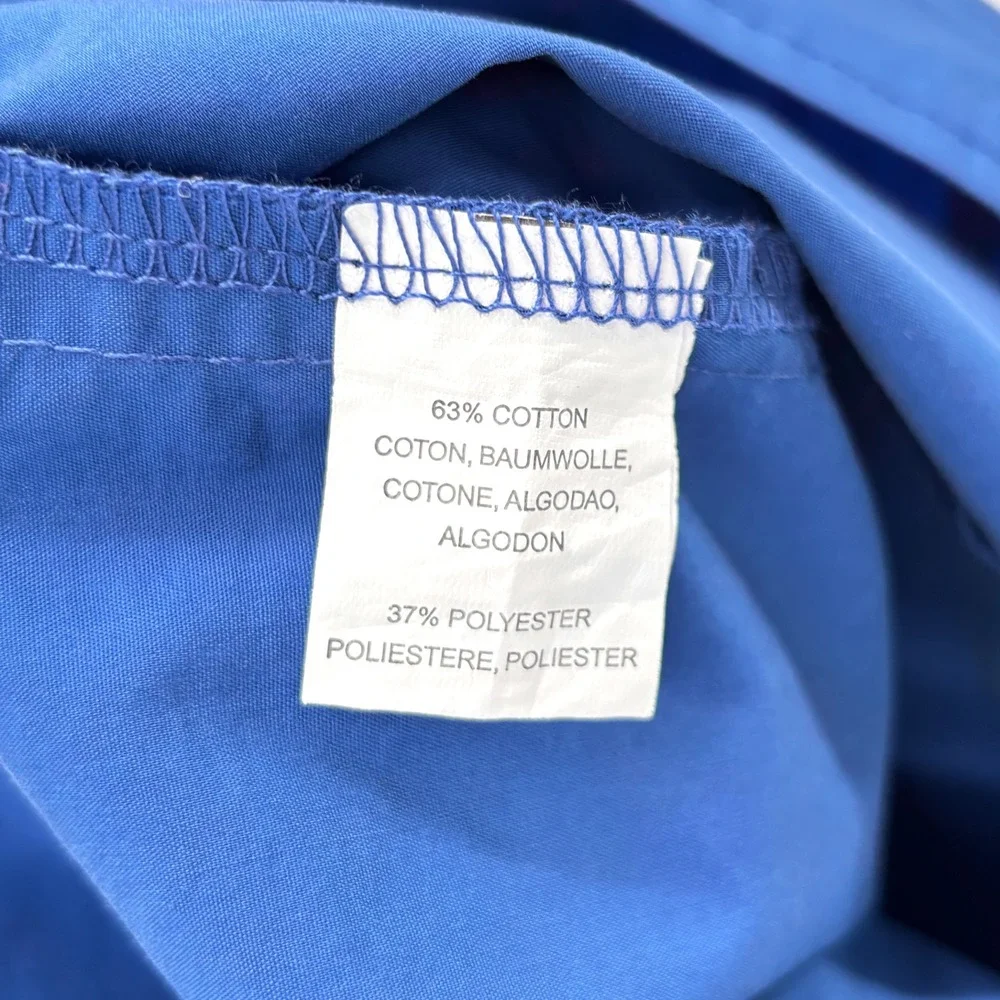 63% COTTON
COTON, BAUMWOLLE,
COTONE, ALGODAO,
ALGODON
37% POLYESTER
POLIESTERE, POLIESTER